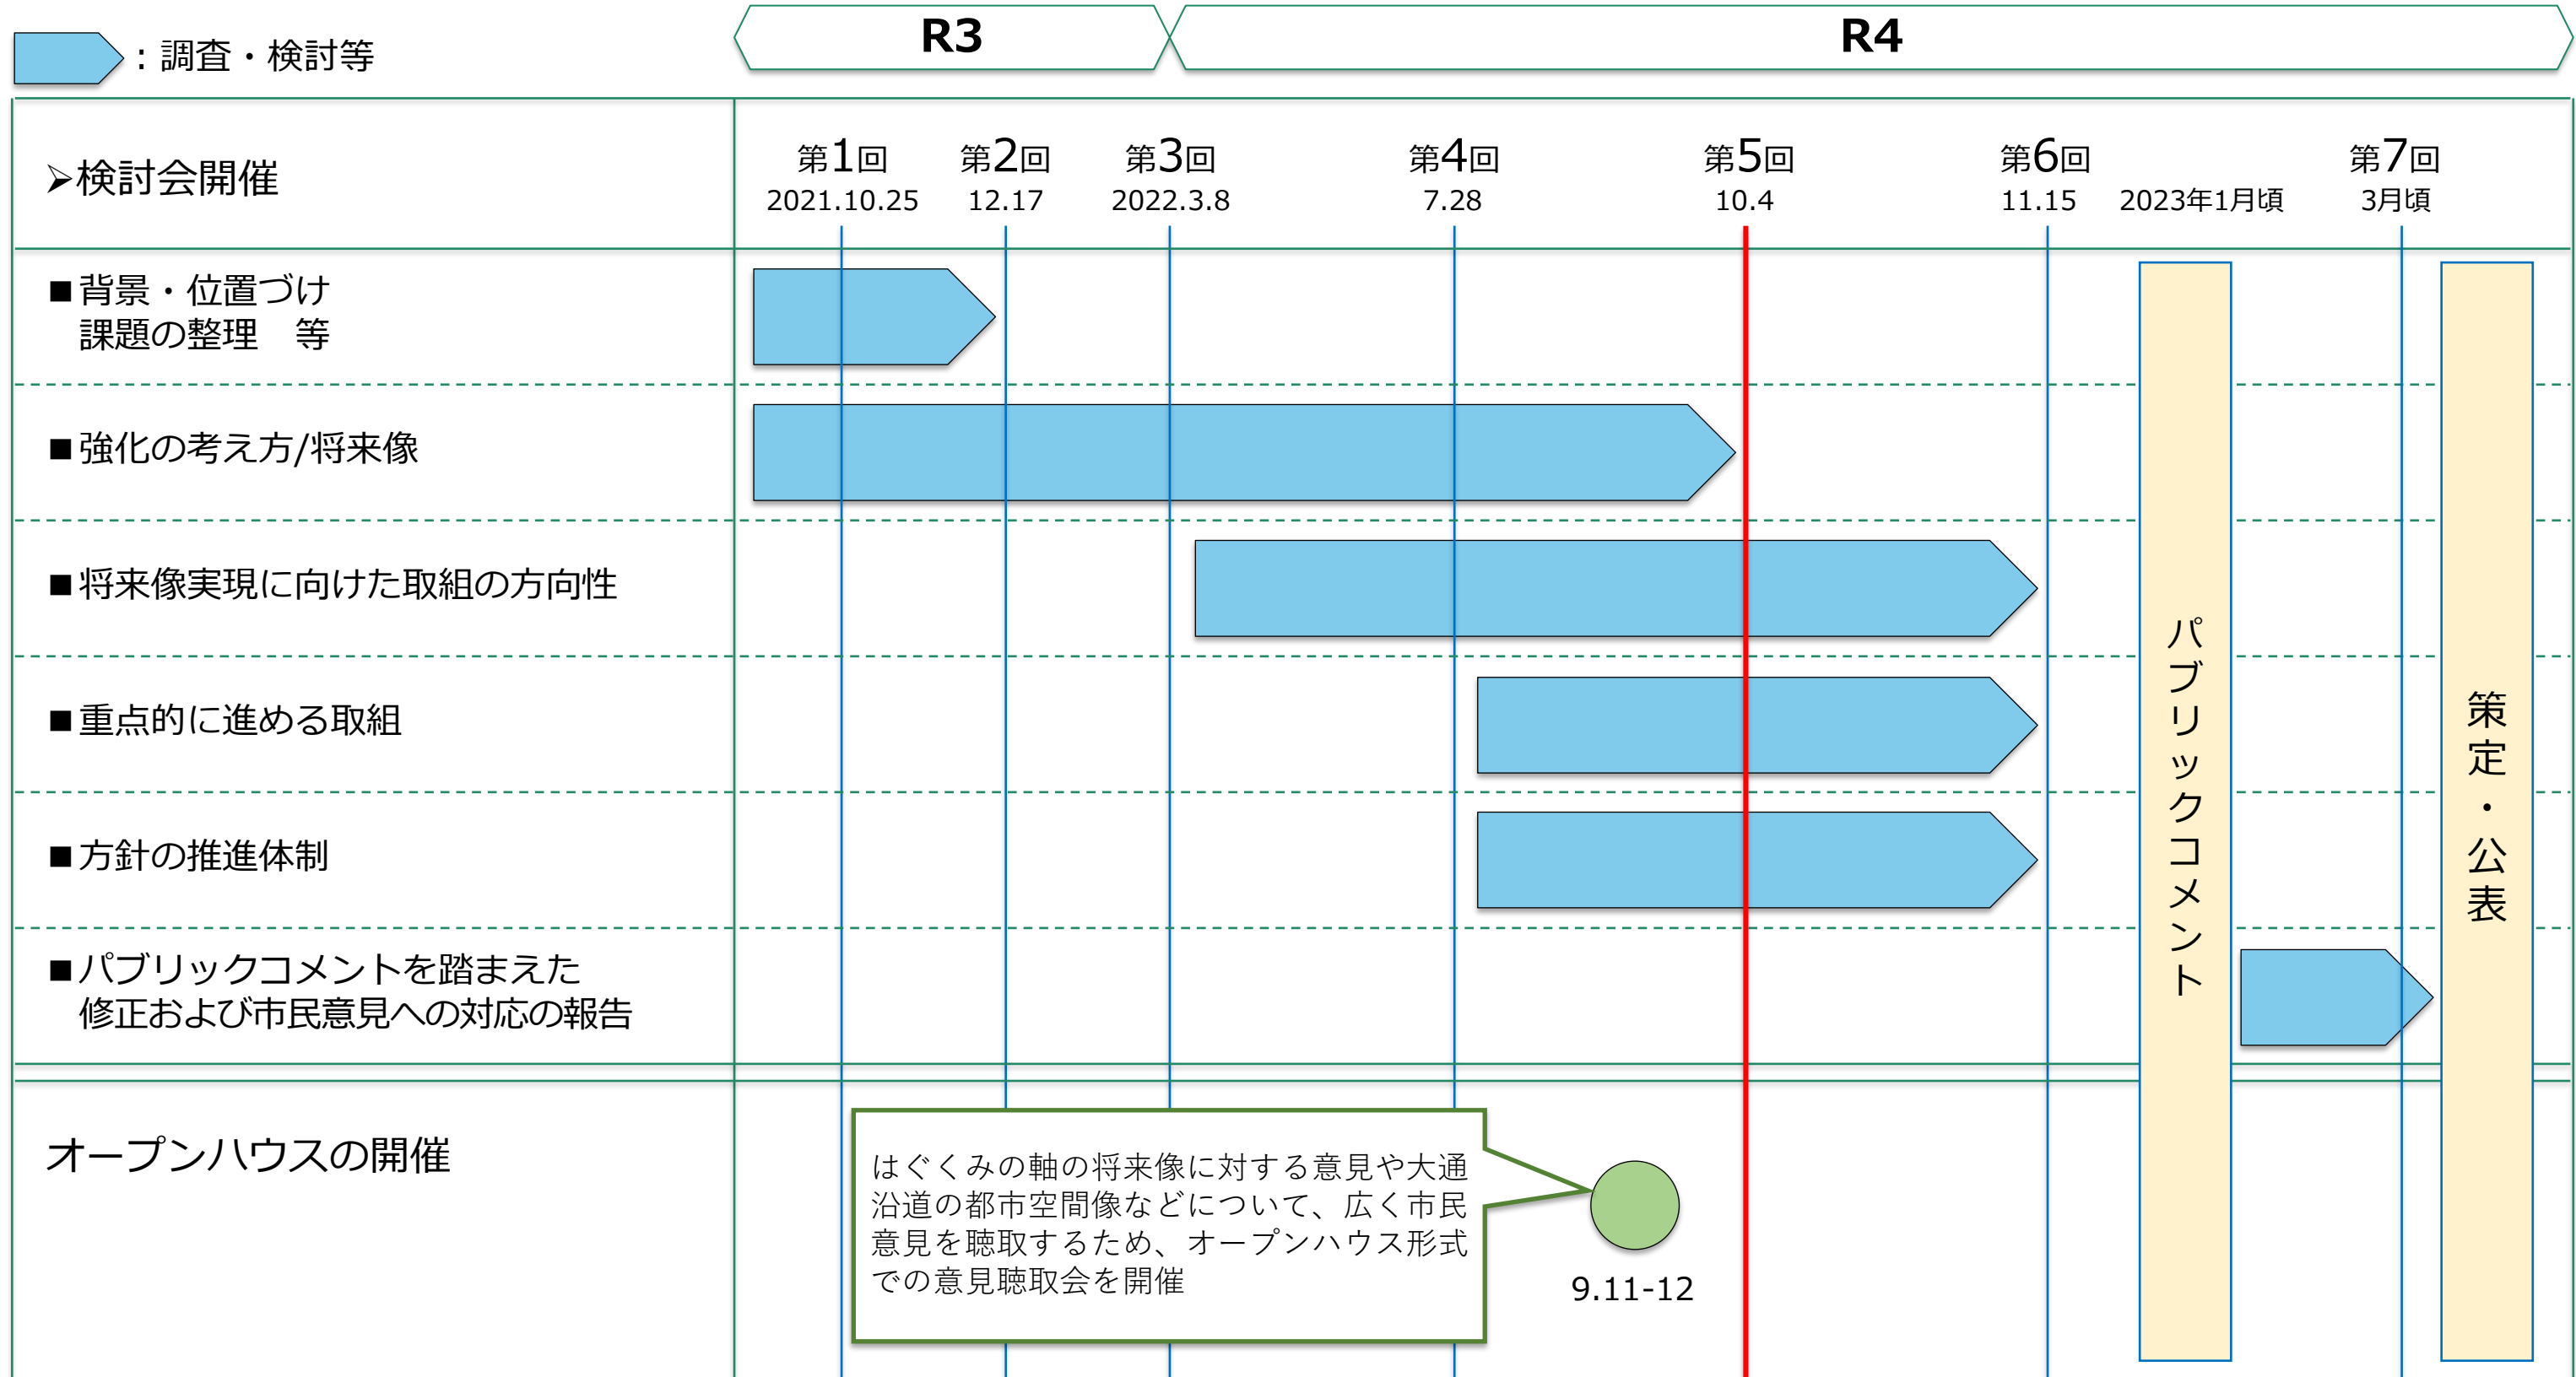 R3
R4
：調査・検討等
➢検討会開催
第1回
2021.10.25
第2回
12.17
第3回
2022.3.8
第4回
7.28
第5回
10.4
第6回
11.15
2023年1月頃
第7回
3月頃
■背景・位置づけ
課題の整理　等
■強化の考え方/将来像
■将来像実現に向けた取組の方向性
■重点的に進める取組
■方針の推進体制
■パブリックコメントを踏まえた
修正および市民意見への対応の報告
パブリックコメント
策定・公表
オープンハウスの開催
はぐくみの軸の将来像に対する意見や大通
沿道の都市空間像などについて、広く市民
意見を聴取するため、オープンハウス形式
での意見聴取会を開催
9.11-12